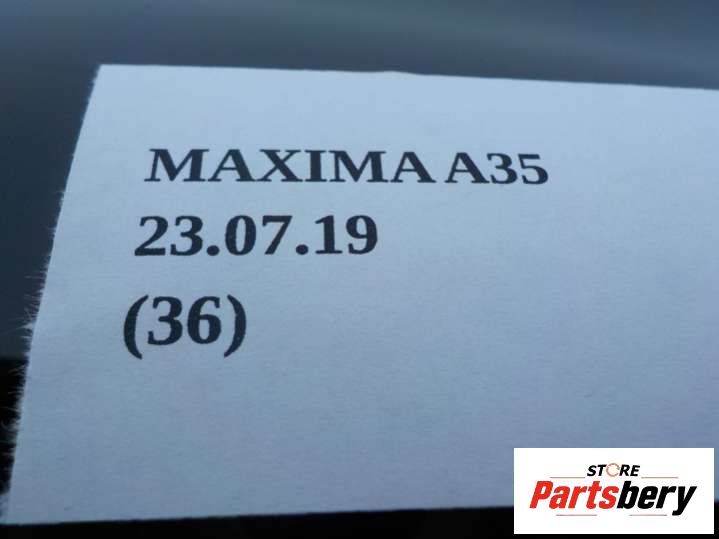 MAXIMA A35
23.07.19
(36)
STORE
Partsbery